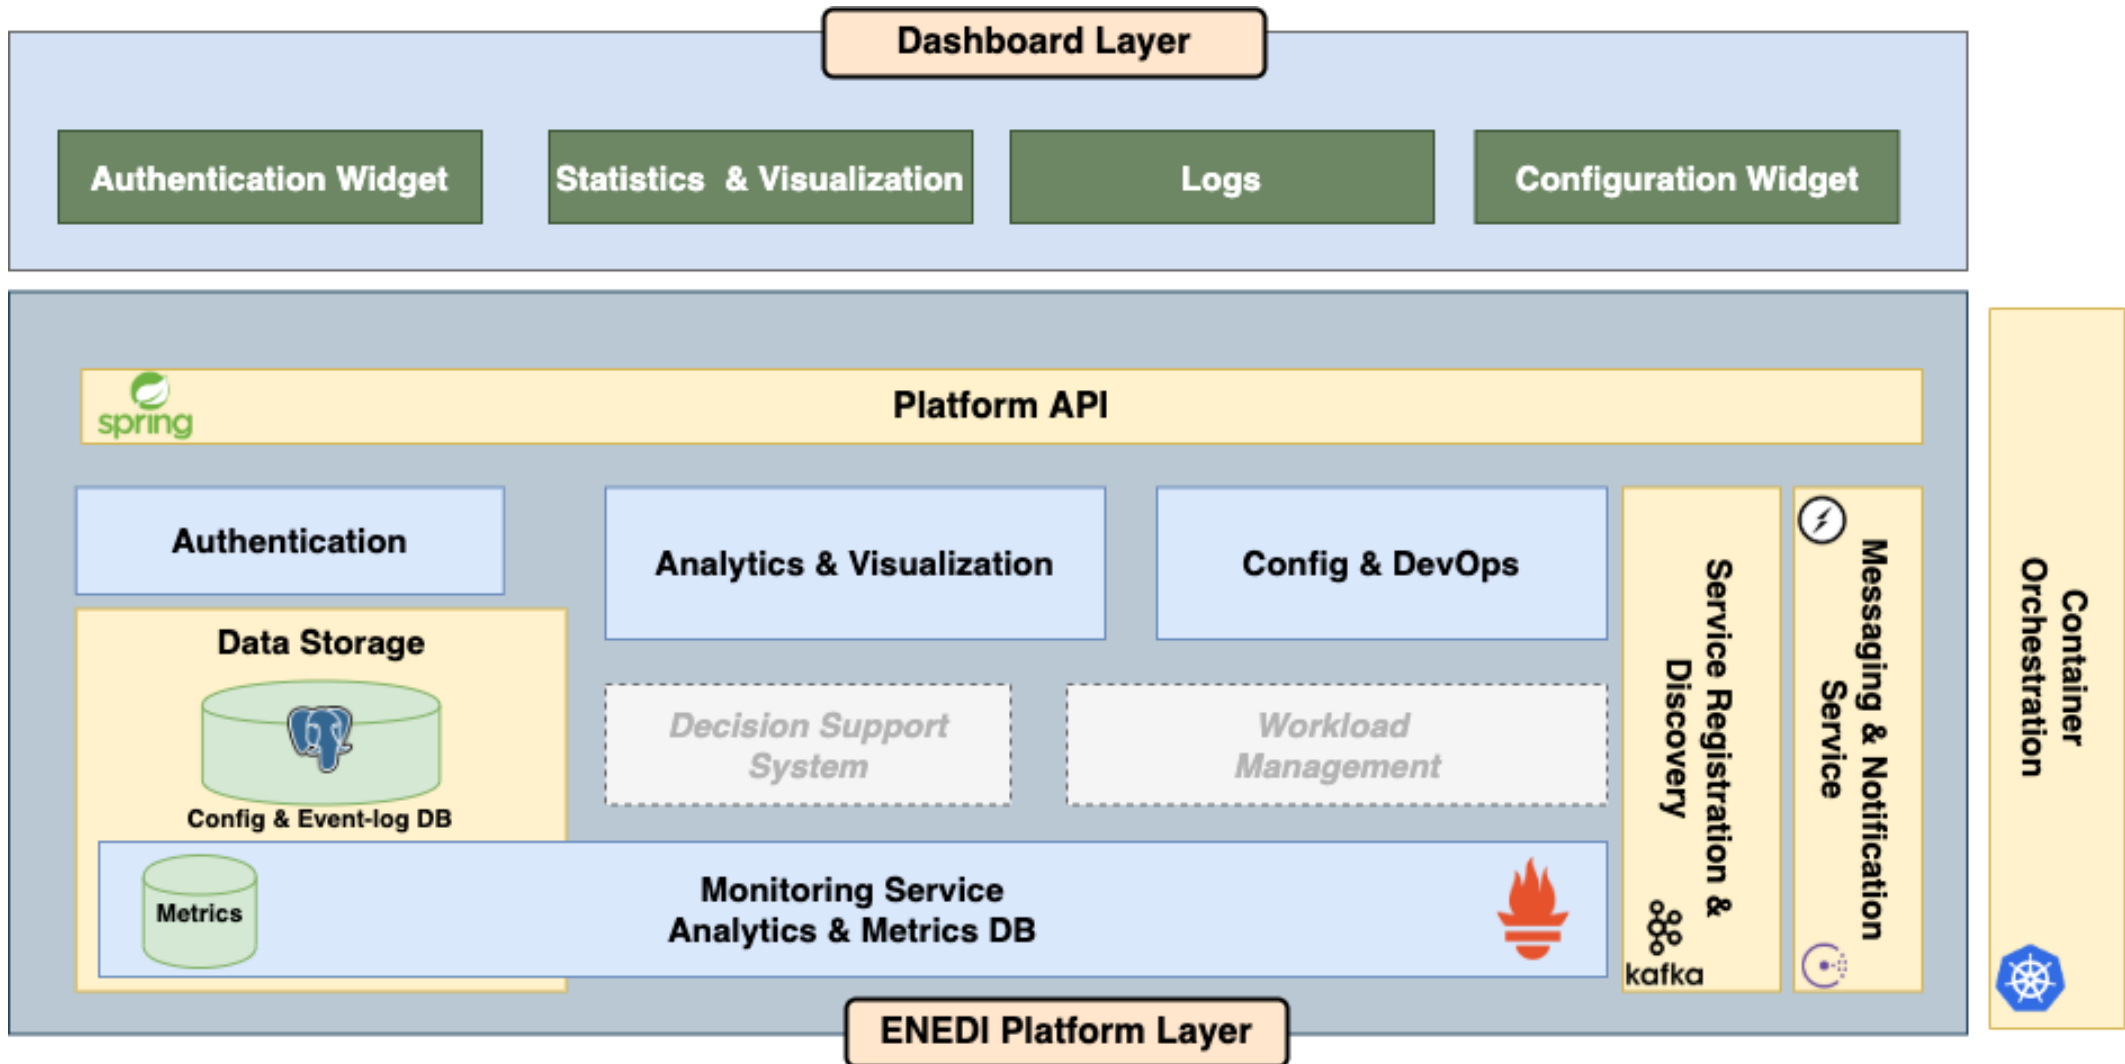 Dashboard Layer
Authentication Widget
Statistics & Visualization
Logs
Configuration Widget
spring
Platform API
Authentication
Analytics & Visualization
Config & DevOps
Data Storage
Config & Event-log DB
Decision Support
System
Workload
Management
Metrics
Monitoring Service
Analytics & Metrics DB
Service Registration &
Discovery
kafka
Messaging & Notification
Service
Container
Orchestration
ENEDI Platform Layer